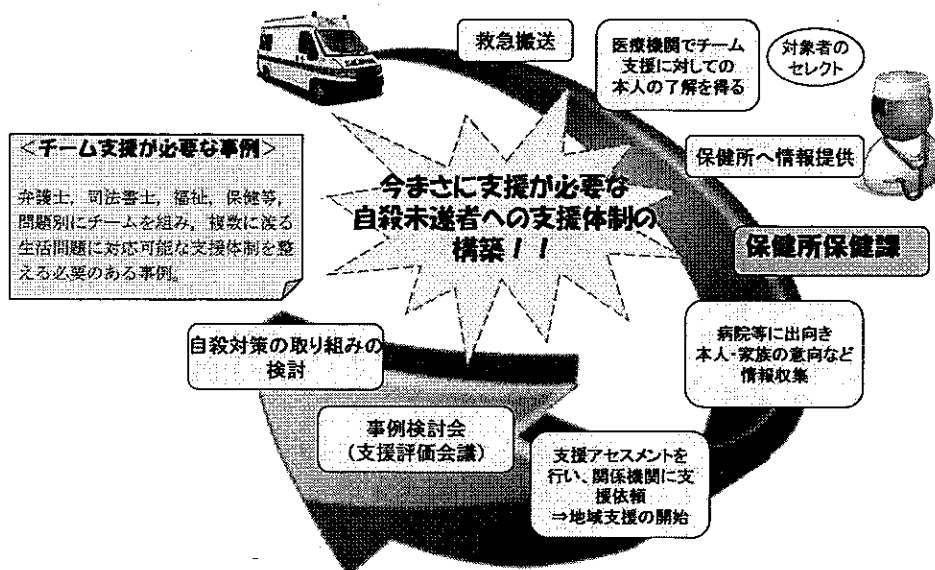 救急搬送
医療機関でチーム
支援に対しての
本人の了解を得る
対象者の
セレクト
保健所へ情報提供
<チーム支援が必要な事例>
弁護士，司法書士，福祉，保健等，
問題別にチームを組み，複数に渡る
生活問題に対応可能な支援体制を整
える必要のある事例。
今まさに支援が必要な
自殺未遂者への支援体制の
構築！！
保健所保健課
病院等に出向き
本人・家族の意向など
情報収集
支援アセスメントを
行い、関係機関に支
援依頼
⇒地域支援の開始
事例検討会
（支援評価会議）
自殺対策の取り組みの
検討